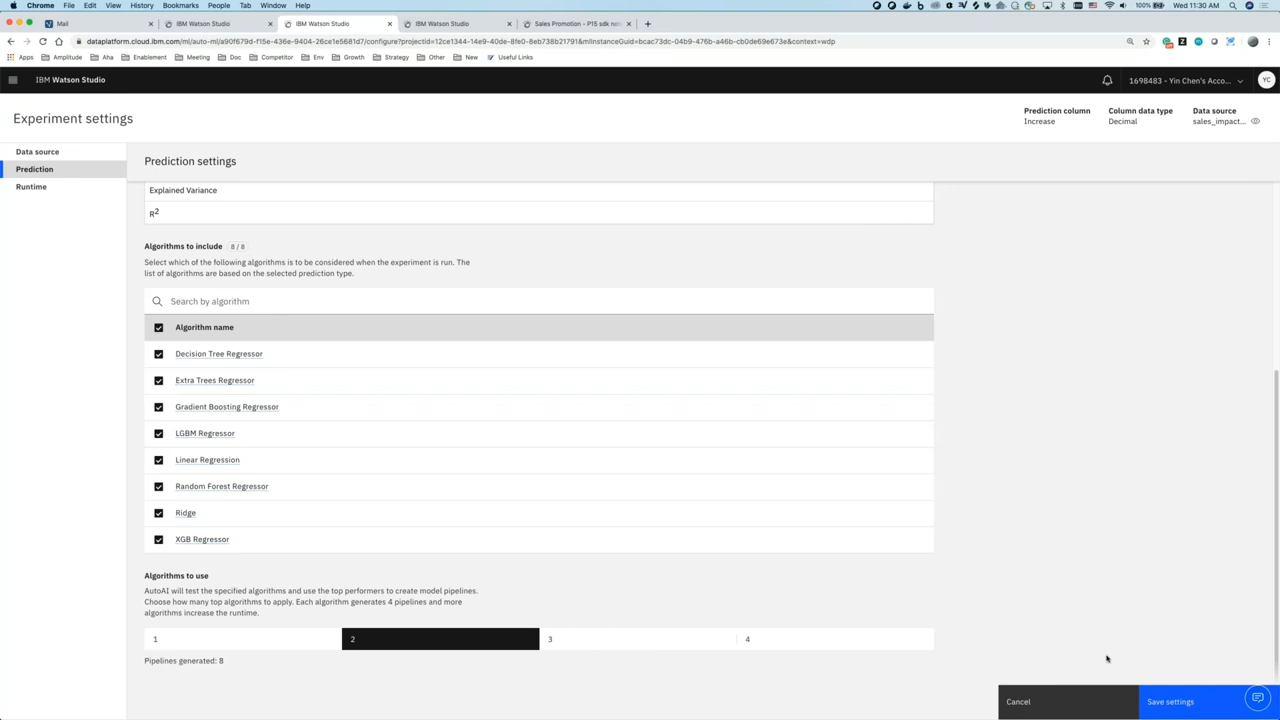 Chrome File Edit View History Bookmarks People Tab Window Help
100% Wed 11:30 AM
Mail
IBM Watson Studio
IBM Watson Studio
IBM Watson Studio
Sales Promotion - P15 sdk not
dataplatform.cloud.ibm.com/ml/auto-ml/a90f679d-f15e-436e-9404-26ce1e5681d7/configure?projectid=12ce1344-14e9-40de-8fe0-8eb738b21791&mlInstanceGuid=bcac73dc-04b9-476b-a46b-cb0de69e673e&context=wdp
Apps Amplitude Aha Enablement Meeting Doc Competitor Env Growth Strategy Other New Useful Links
IBM Watson Studio
1698483 - Yin Chen's Acco...
YC
Experiment settings
Prediction column
Increase
Column data type
Decimal
Data source
sales_impact...
Data source
Prediction
Runtime
Prediction settings
Explained Variance
R2
Algorithms to include 8 / 8
Select which of the following algorithms is to be considered when the experiment is run. The
list of algorithms are based on the selected prediction type.
Search by algorithm
Algorithm name
Decision Tree Regressor
Extra Trees Regressor
Gradient Boosting Regressor
LGBM Regressor
Linear Regression
Random Forest Regressor
Ridge
XGB Regressor
Algorithms to use
AutoAI will test the specified algorithms and use the top performers to create model pipelines.
Choose how many top algorithms to apply. Each algorithm generates 4 pipelines and more
algorithms increase the runtime.
1 2 3 4
Pipelines generated: 8
Cancel
Save settings